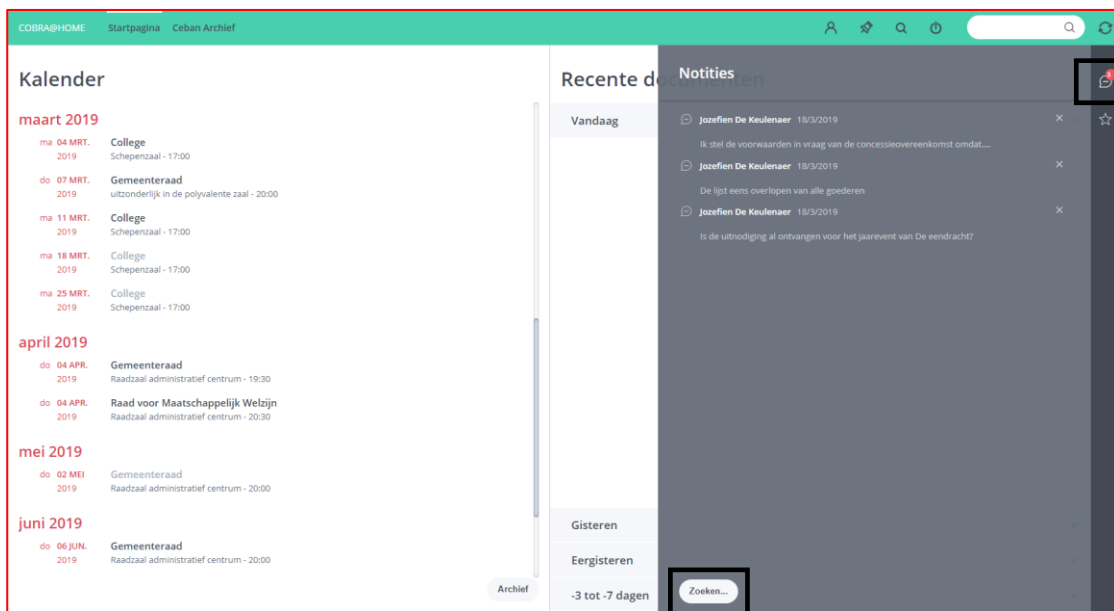 COBRA@HOME Startpagina Ceban Archief
Kalender
maart 2019
ma 04 MRT. 2019 College
Schepenzaal - 17:00
do 07 MRT. 2019 Gemeenteraad
uitzonderlijk in de polyvalente zaal - 20:00
ma 11 MRT. 2019 College
Schepenzaal - 17:00
ma 18 MRT. 2019 College
Schepenzaal - 17:00
ma 25 MRT. 2019 College
Schepenzaal - 17:00
april 2019
do 04 APR. 2019 Gemeenteraad
Raadzaal administratief centrum - 19:30
do 04 APR. 2019 Raad voor Maatschappelijk Welzijn
Raadzaal administratief centrum - 20:30
mei 2019
do 02 MEI 2019 Gemeenteraad
Raadzaal administratief centrum - 20:00
juni 2019
do 06 JUN. 2019 Gemeenteraad
Raadzaal administratief centrum - 20:00
Archief
Recente documenten
Vandaag
Gisteren
Eergisteren
-3 tot -7 dagen
Notities
Jozefien De Keulenaer 18/3/2019
Ik stel de voorwaarden in vraag van de concessieovereenkomst omdat....
Jozefien De Keulenaer 18/3/2019
De lijst eens overlopen van alle goederen
Jozefien De Keulenaer 18/3/2019
Is de uitnodiging al ontvangen voor het jaarevent van De eendracht?
Zoeken...
3